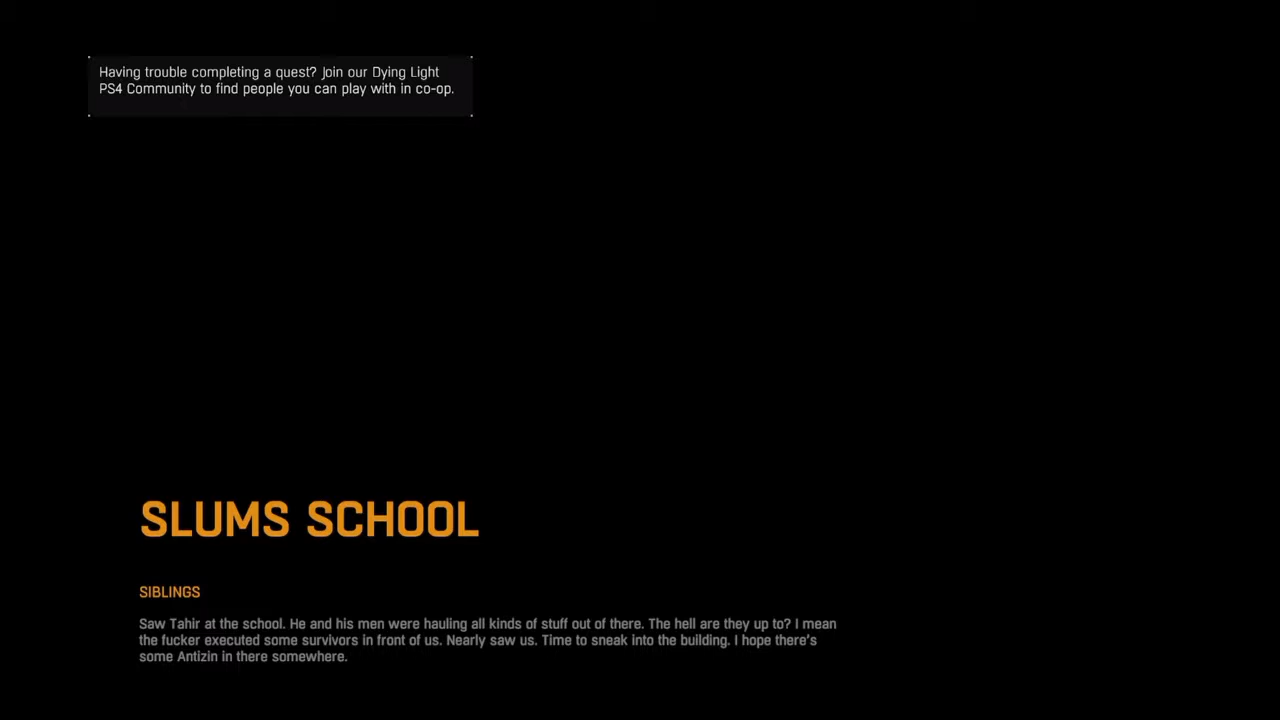 Having trouble completing a quest? Join our Dying Light
PS4 Community to find people you can play with in co-op.
SLUMS SCHOOL
SIBLINGS
Saw Tahir at the school. He and his men were hauling all kinds of stuff out of there. The hell are they up to? I mean
the fucker executed some survivors in front of us. Nearly saw us. Time to sneak into the building. I hope there's
some Antizin in there somewhere.